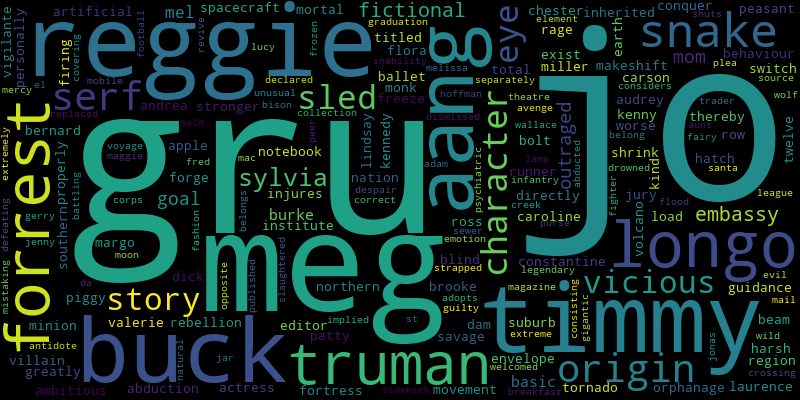 vigilante
personally
artificial
mel
spacecraft
mortal
fictional
chester
inherited
conquer
peasant
reggie
football
revive
lucy
graduation
frozen
covering
firing
titled
flora
eye
element
rage
earth
snake
shuts
mercy
el
mobile
declared
inability
ballet
melissa
total
exist
miller
makeshift
mom
behaviour
serf
andrea
stronger
unusual
bison
sled
monk
aang
hoffman
separately
carson
considers
plea
switch
source
replaced
sold
collection
freeze
dismissed
character
theatre
avenge
audrey
trader
wolf
extremely
forrest
bernard
voyage
maggie
apple
fred
mac
peer
lindsay
kennedy
adam
wallace
bolt
outraged
kenny
worse
belong
thereby
row
aunt
fairy
twelve
gru
jo
notebook
nation
despair
correct
runner
lamp
abducted
shrink
kind
drowned
hatch
santa
southern
properly
battling
corps
forge
goal
sylvia
injures
belongs
blind
psychiatric
infantry
directly
creek
fighter
jury
league
defeating
gerry
jenny
margo
moon
fashion
burke
institute
ross
sewer
emotion
caroline
purse
volcano
load
flood
embassy
mistaking
da
dick
opposite
published
slaughtered
meg
northern
strapped
brooke
constantine
legendary
longo
evil
piggy
story
adopts
magazine
vicious
guidance
mail
minion
valerie
rebellion
editor
implied
st
guilty
timmy
suburb
extreme
consisting
gigantic
beam
antidote
villain
greatly
buck
natural
jar
patty
dam
savage
envelope
welcomed
origin
jonas
wild
harsh
region
crossing
ambitious
abduction
actress
truman
fortress
sidekick
movement
basic
breakfast
tornado
orphanage
laurence